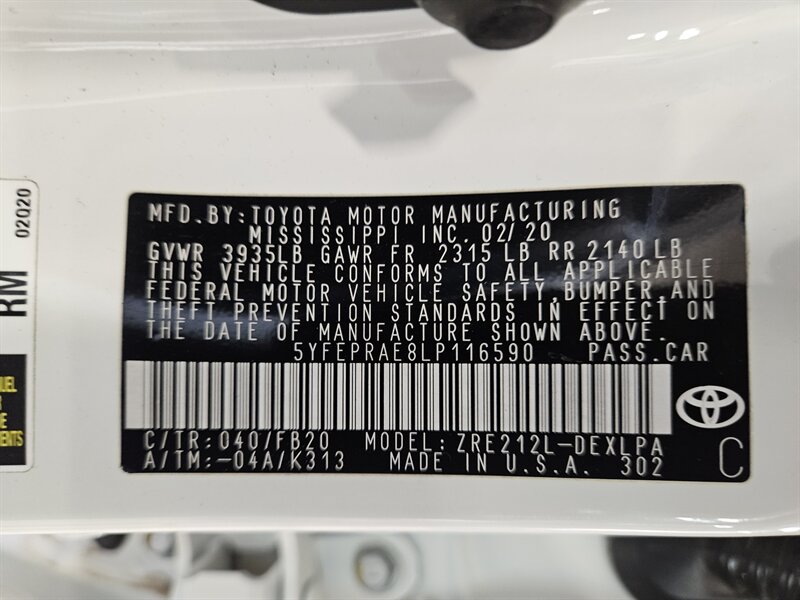 MFD.BY:TOYOTA MOTOR MANUFACTURING
MISSISSIPPI INC. 02/20
GVWR 3935LB GAWR FR 2315 LB RR 2140 LB
THIS VEHICLE CONFORMS TO ALL APPLICABLE
FEDERAL MOTOR VEHICLE SAFETY,BUMPER,AND
THEFT PREVENTION STANDARDS IN EFFECT ON
THE DATE OF MANUFACTURE SHOWN ABOVE.
5YFEPRAE8LP116590 PASS.CAR
C/TR: 040/FB20 MODEL: ZRE212L-DEXLPA
A/TM:-04A/K313 MADE IN U.S.A. 302
C
02Q20
RM